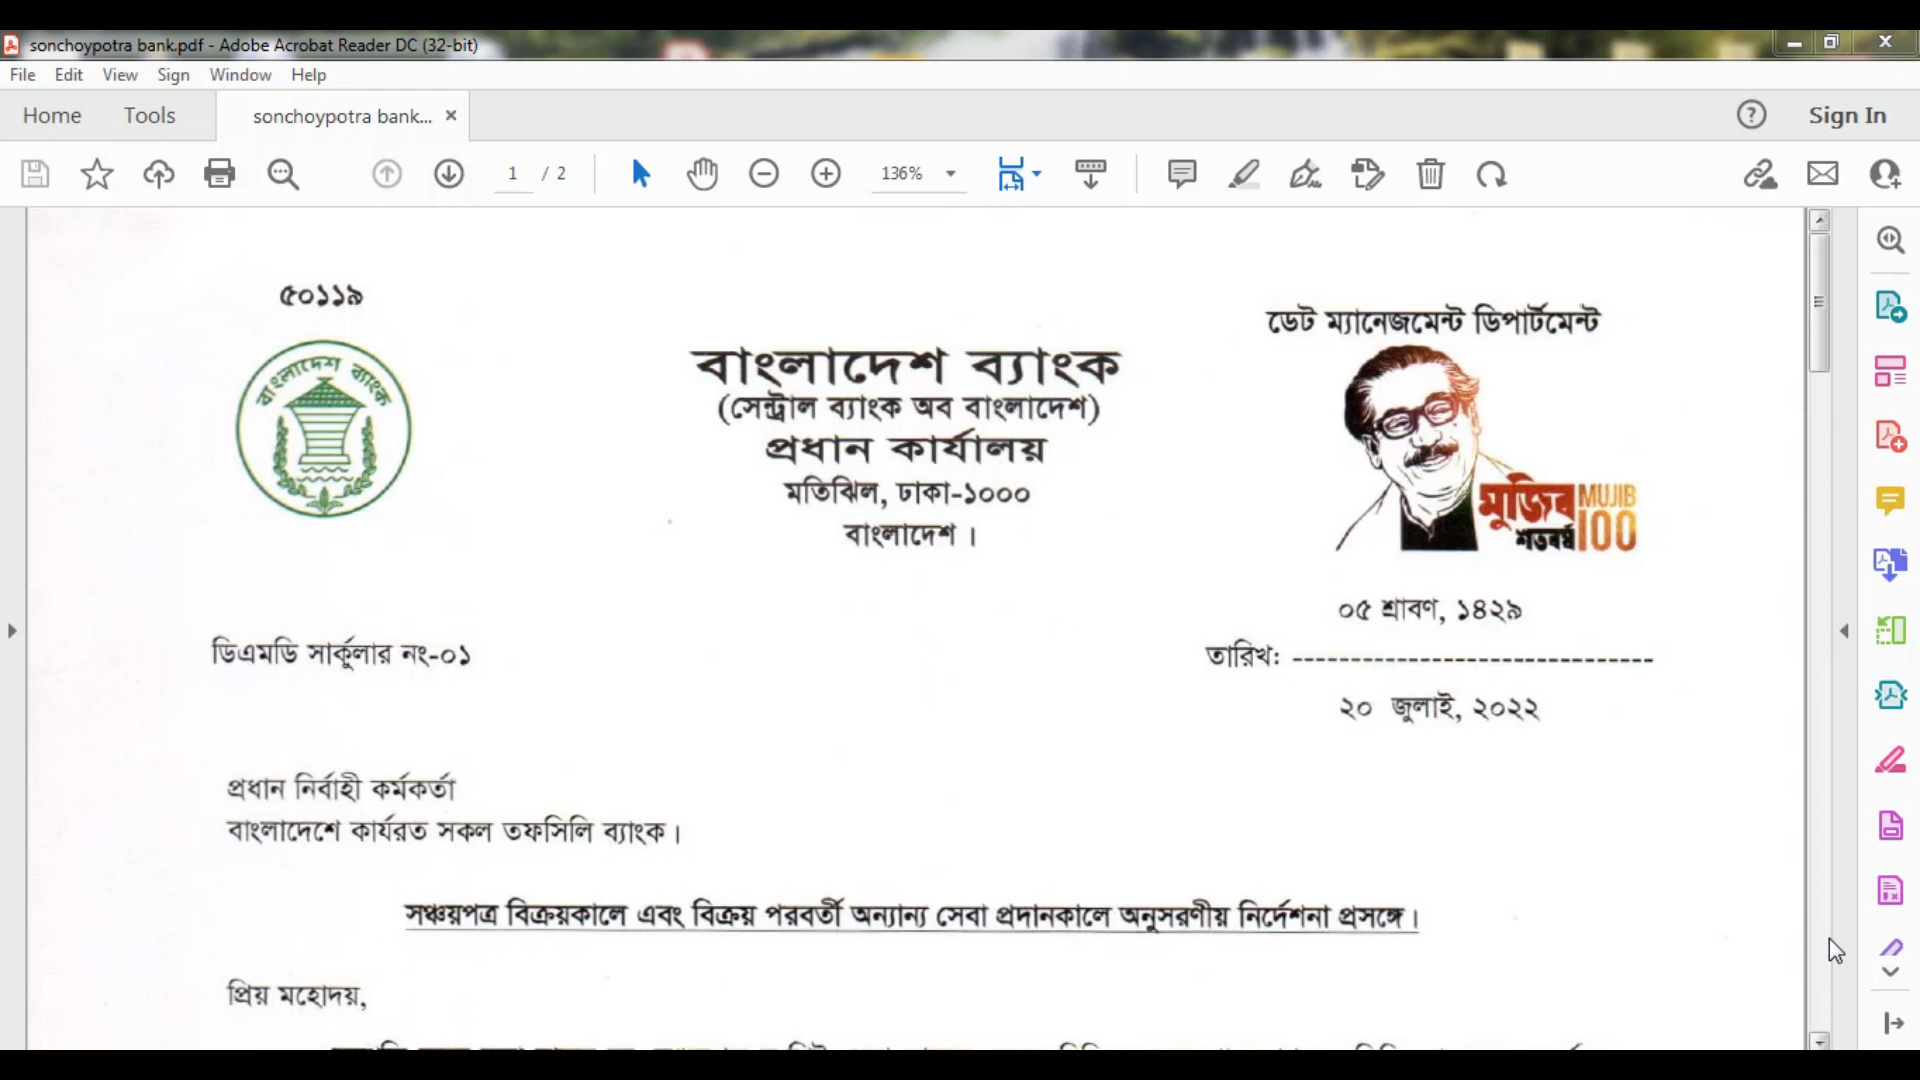 sonchoypotra bank.pdf - Adobe Acrobat Reader DC (32-bit)
File Edit View Sign Window Help
Home Tools sonchoypotra bank... Sign In
1 / 2 136%
৫০১১৯
ডেট ম্যানেজমেন্ট ডিপার্টমেন্ট
বাংলাদেশ ব্যাংক
বাংলাদেশ ব্যাংক
(সেন্ট্রাল ব্যাংক অব বাংলাদেশ)
প্রধান কার্যালয়
মতিঝিল, ঢাকা-১০০০
বাংলাদেশ।
মুজিব MUJIB
শতবর্ষ 100
০৫ শ্রাবণ, ১৪২৯
ডিএমডি সার্কুলার নং-০১
তারিখ: -------------------------------
২০ জুলাই, ২০২২
প্রধান নির্বাহী কর্মকর্তা
বাংলাদেশে কার্যরত সকল তফসিলি ব্যাংক।
সঞ্চয়পত্র বিক্রয়কালে এবং বিক্রয় পরবর্তী অন্যান্য সেবা প্রদানকালে অনুসরণীয় নির্দেশনা প্রসঙ্গে।
প্রিয় মহোদয়,